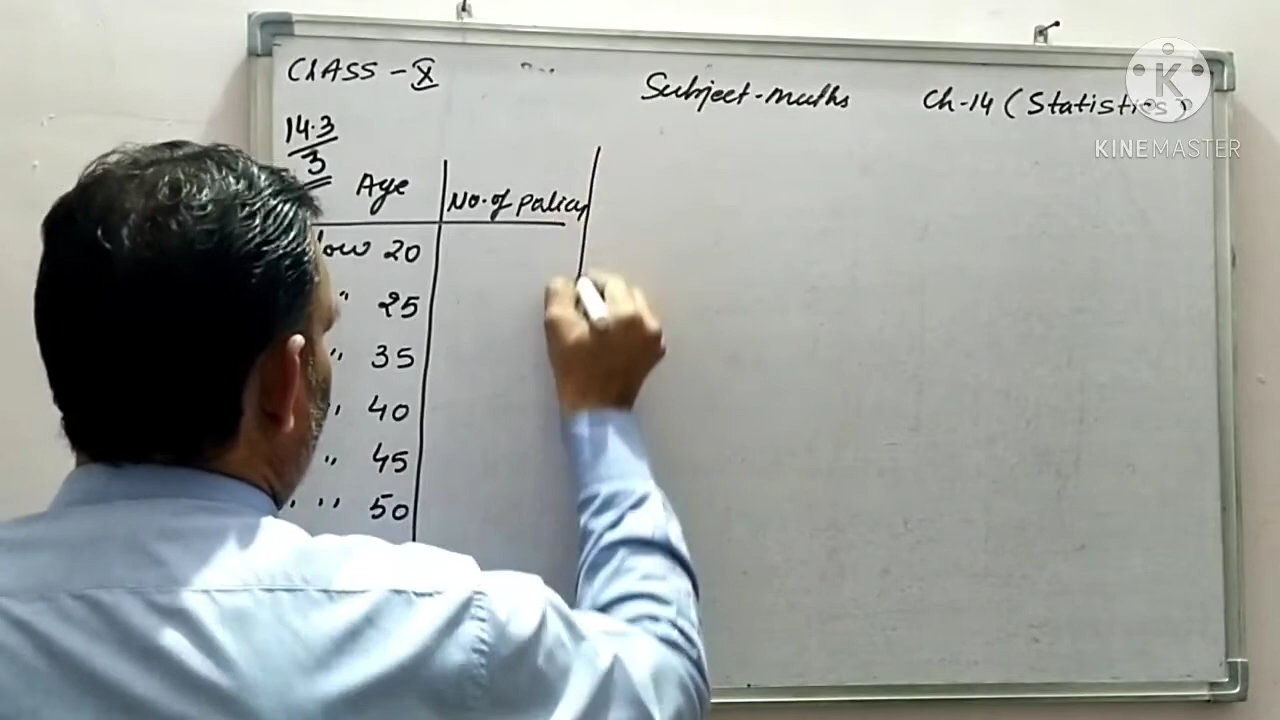 CLASS - X Subject - maths Ch-14 (Statistics)
14.3
3
Age No. of policy
low 20
" 25
" 35
" 40
" 45
" " 50
K
KINEMASTER